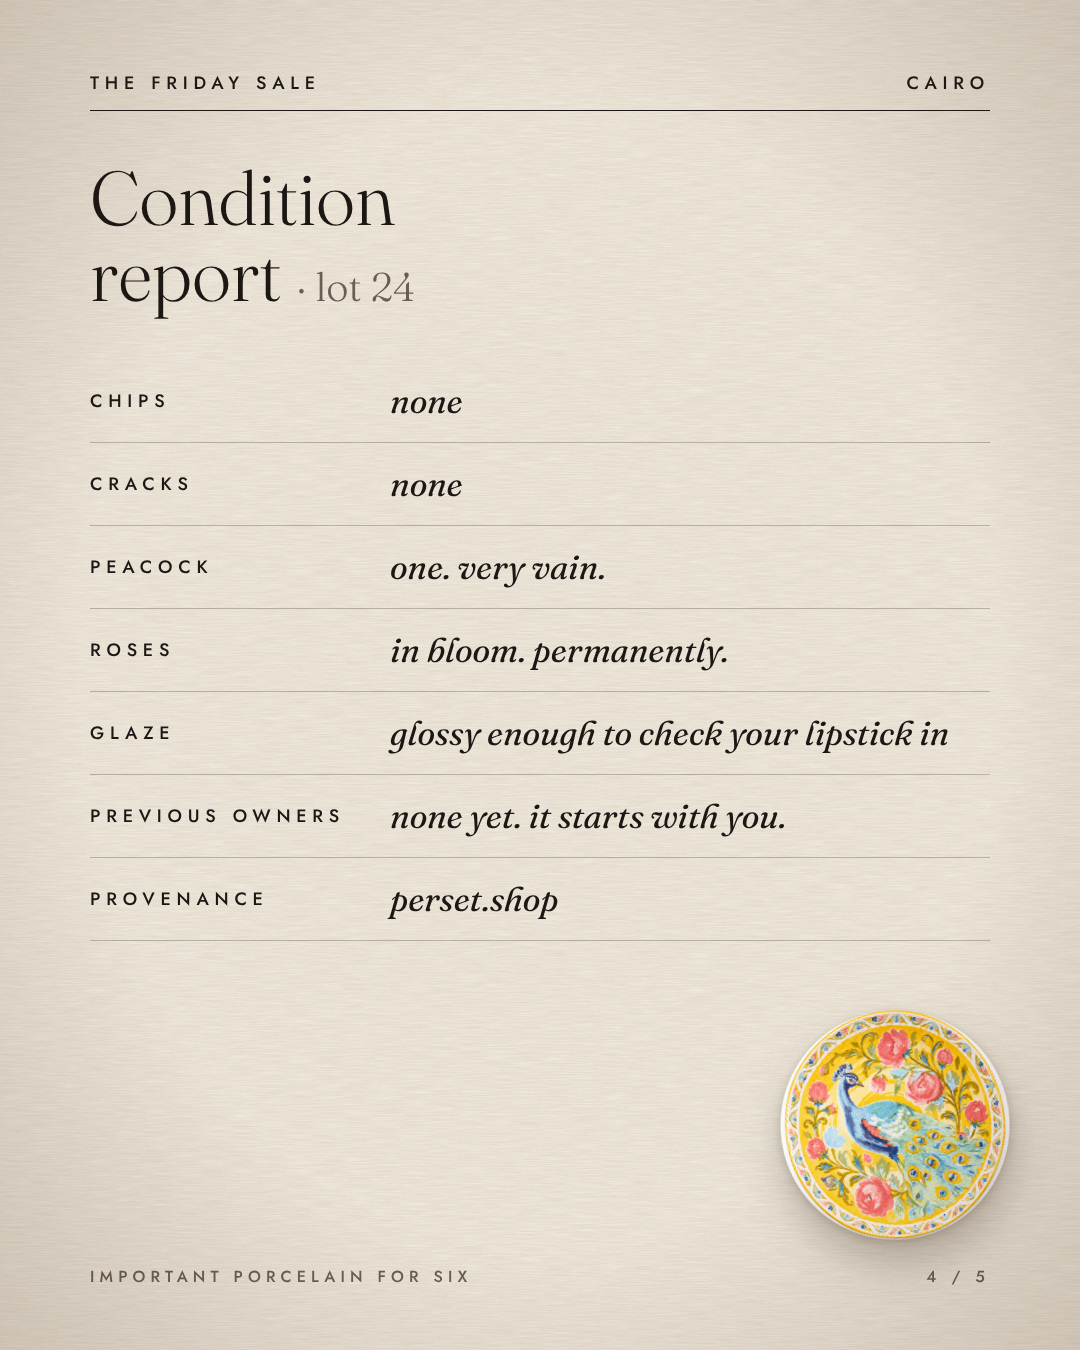 THE FRIDAY SALE
CAIRO
Condition
report · lot 24
CHIPS none
CRACKS none
PEACOCK one. very vain.
ROSES in bloom. permanently.
GLAZE glossy enough to check your lipstick in
PREVIOUS OWNERS none yet. it starts with you.
PROVENANCE perset.shop
IMPORTANT PORCELAIN FOR SIX
4 / 5